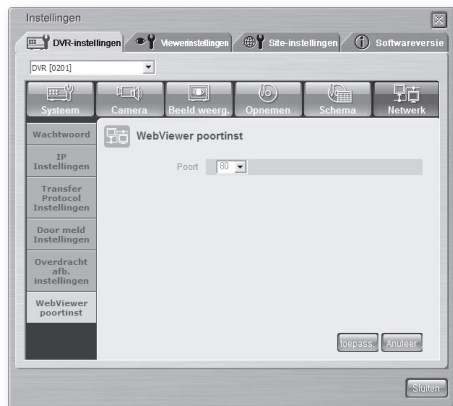 Instellingen
DVR-instellingen Viewerinstellingen Site-instellingen Softwareversie
DVR [0201]
Systeem Camera Beeld weerg. Opnemen Schema Netwerk
Wachtwoord
WebViewer poortinst
IP
Instellingen
Poort 80
Transfer
Protocol
Instellingen
Door meld
Instellingen
Overdracht
afb.
instellingen
WebViewer
poortinst
toepass. Anuleer
Sluiten